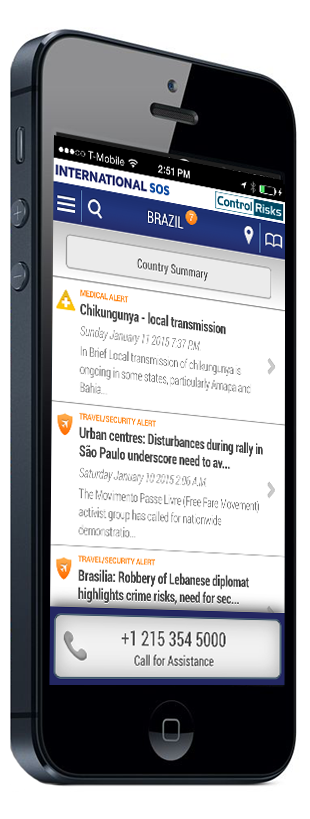 T-Mobile 2:51 PM
INTERNATIONAL SOS
Control Risks
BRAZIL 7
Country Summary
MEDICAL ALERT
Chikungunya - local transmission
Sunday January 11 2015 7:37 PM
In Brief Local transmission of chikungunya is
ongoing in some states, particularly Amapa and
Bahia...
TRAVEL/SECURITY ALERT
Urban centres: Disturbances during rally in
São Paulo underscore need to av...
Saturday January 10 2015 2:06 A.M
The Movimento Passe Livre (Free Fare Movement)
activist group has called for nationwide
demonstratio...
TRAVEL/SECURITY ALERT
Brasilia: Robbery of Lebanese diplomat
highlights crime risks, need for sec...
+1 215 354 5000
Call for Assistance